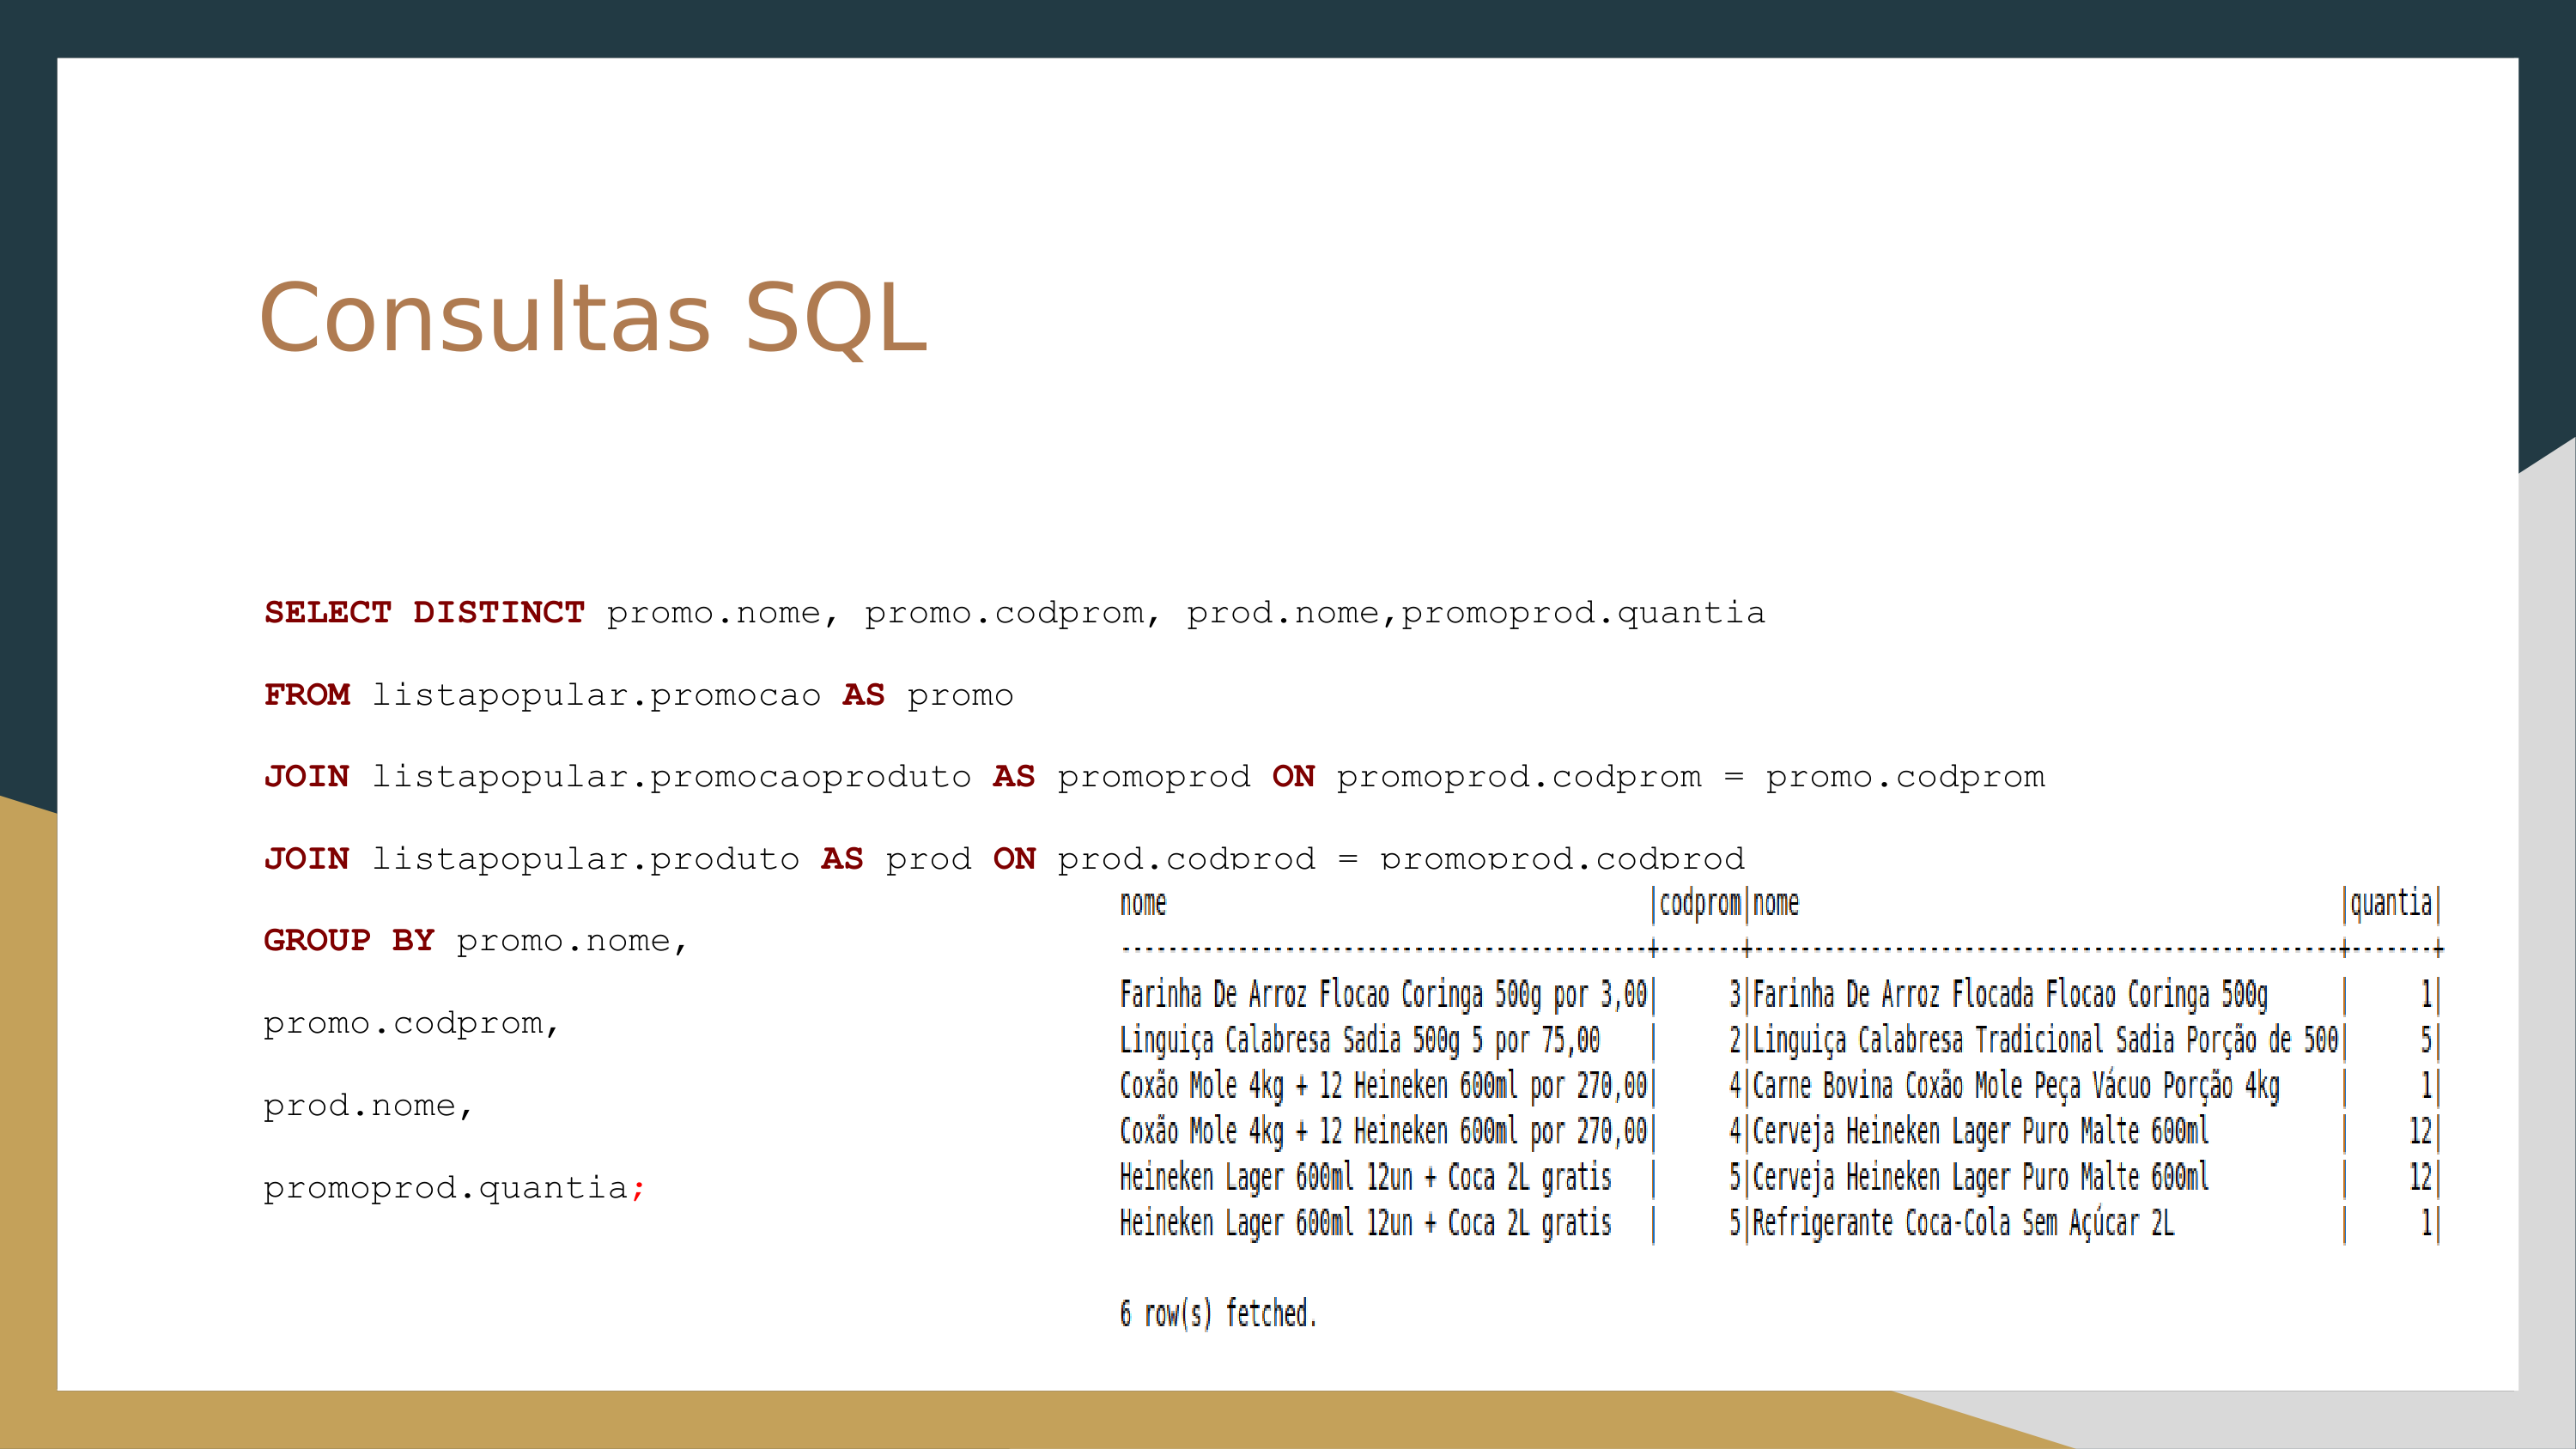 Consultas SQL
SELECT DISTINCT promo.nome, promo.codprom, prod.nome,promoprod.quantia
FROM listapopular.promocao AS promo
JOIN listapopular.promocaoproduto AS promoprod ON promoprod.codprom = promo.codprom
JOIN listapopular.produto AS prod ON prod.codprod = promoprod.codprod
GROUP BY promo.nome,
promo.codprom,
prod.nome,
promoprod.quantia;
nome                                         |codprom|nome                                              |quantia|
---------------------------------------------+-------+--------------------------------------------------+-------+
Farinha De Arroz Flocao Coringa 500g por 3,00|      3|Farinha De Arroz Flocada Flocao Coringa 500g      |      1|
Linguiça Calabresa Sadia 500g 5 por 75,00    |      2|Linguiça Calabresa Tradicional Sadia Porção de 500|      5|
Coxão Mole 4kg + 12 Heineken 600ml por 270,00|      4|Carne Bovina Coxão Mole Peça Vácuo Porção 4kg     |      1|
Coxão Mole 4kg + 12 Heineken 600ml por 270,00|      4|Cerveja Heineken Lager Puro Malte 600ml           |     12|
Heineken Lager 600ml 12un + Coca 2L gratis   |      5|Cerveja Heineken Lager Puro Malte 600ml           |     12|
Heineken Lager 600ml 12un + Coca 2L gratis   |      5|Refrigerante Coca-Cola Sem Açúcar 2L              |      1|
6 row(s) fetched.